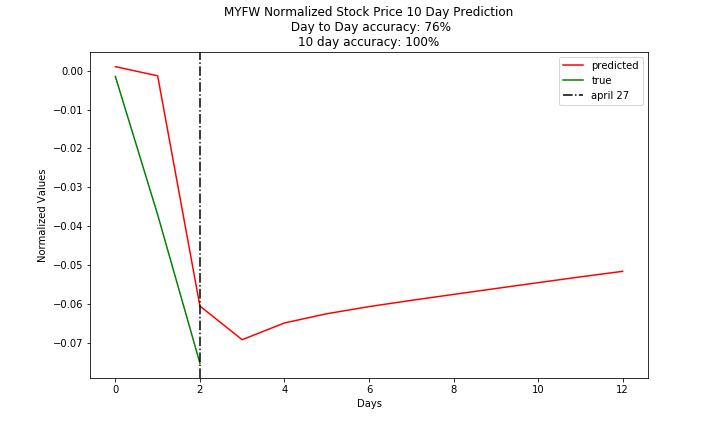 MYFW Normalized Stock Price 10 Day Prediction
Day to Day accuracy: 76%
10 day accuracy: 100%
predicted
true
april 27
Normalized Values
0.00
−0.01
−0.02
−0.03
−0.04
−0.05
−0.06
−0.07
0 2 4 6 8 10 12
Days